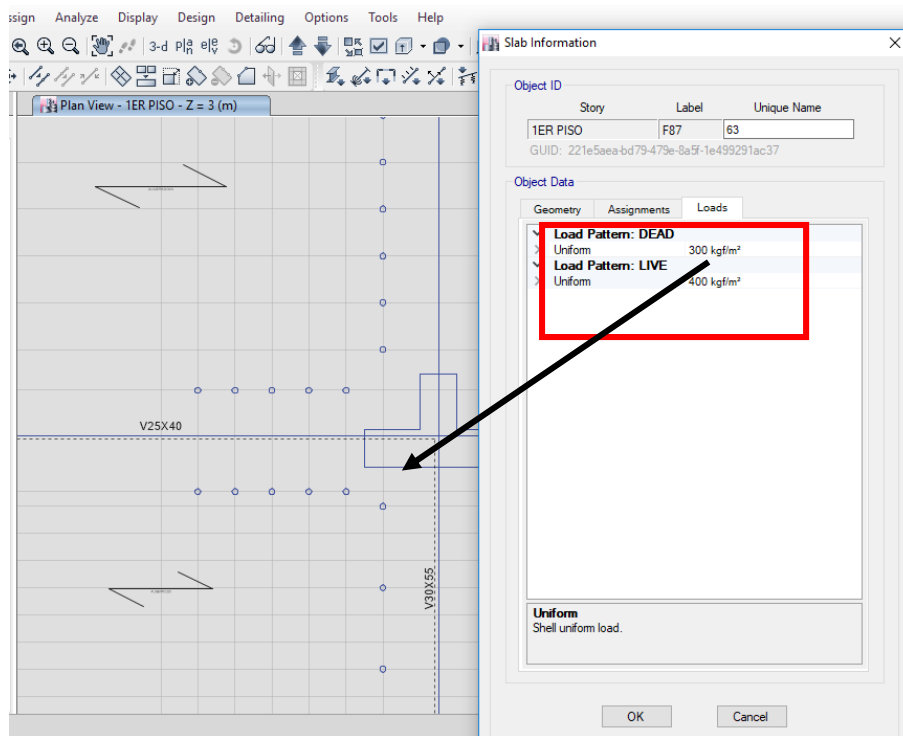 ssign Analyze Display Design Detailing Options Tools Help
3-d
Plan View - 1ER PISO - Z = 3 (m)
V25X40
V30X55
Slab Information
Object ID
Story Label Unique Name
1ER PISO F87 63
GUID: 221e5aea-bd79-479e-8a5f-1e499291ac37
Object Data
Geometry Assignments Loads
Load Pattern: DEAD
Uniform 300 kgf/m²
Load Pattern: LIVE
Uniform 400 kgf/m²
Uniform
Shell uniform load.
OK Cancel